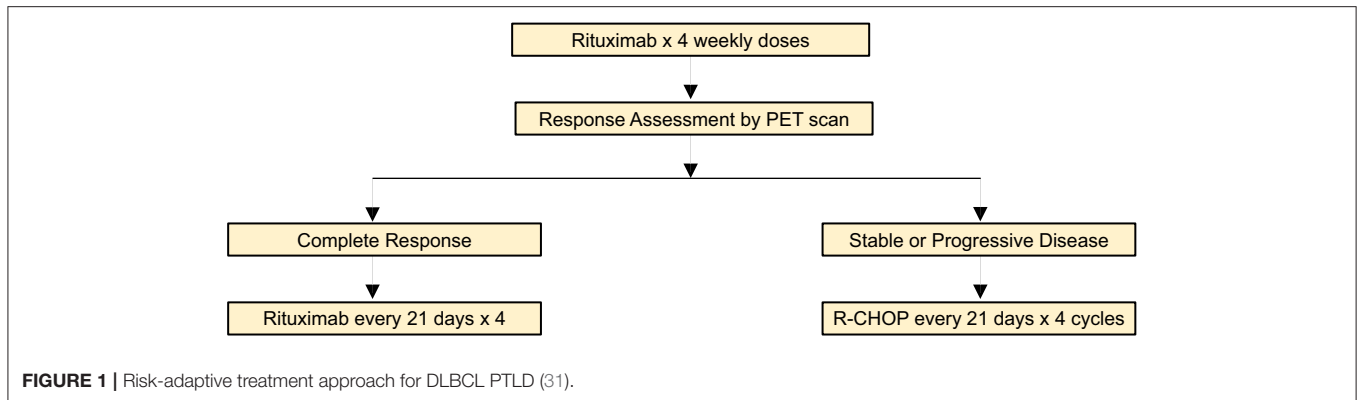 Rituximab x 4 weekly doses
Response Assessment by PET scan
Complete Response
Stable or Progressive Disease
Rituximab every 21 days x 4
R-CHOP every 21 days x 4 cycles
FIGURE 1 | Risk-adaptive treatment approach for DLBCL PTLD (31).